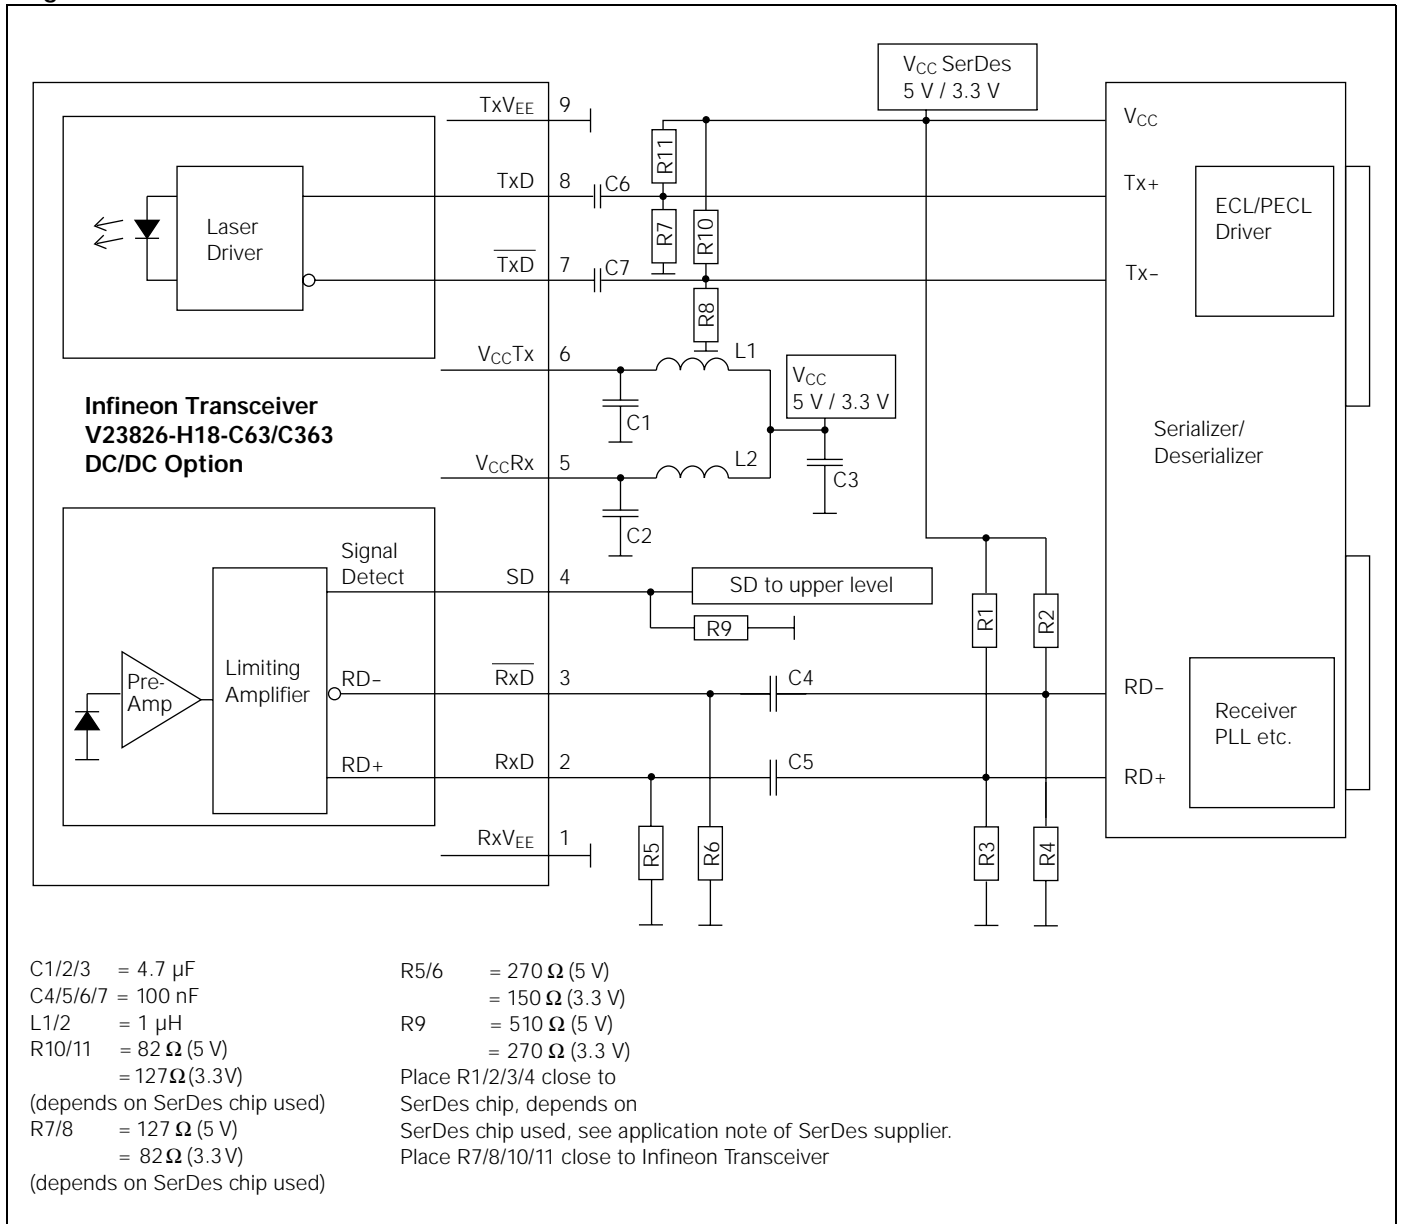 V_CC SerDes
5 V / 3.3 V
TxV_EE 9
V_CC
R11
TxD 8
C6
Tx+
ECL/PECL
Driver
Laser
Driver
R7
R10
TxD 7
C7
Tx−
R8
V_CCTx 6
L1
V_CC
5 V / 3.3 V
C1
Infineon Transceiver
V23826-H18-C63/C363
DC/DC Option
Serializer/
Deserializer
V_CCRx 5
L2
C3
C2
Signal
Detect
SD 4
SD to upper level
R9
R1
R2
Pre-
Amp
Limiting
Amplifier
RD−
RxD 3
C4
RD−
Receiver
PLL etc.
RD+
RxD 2
C5
RD+
RxV_EE 1
R5
R6
R3
R4
C1/2/3 = 4.7 µF
C4/5/6/7 = 100 nF
L1/2 = 1 µH
R10/11 = 82 Ω (5 V)
= 127Ω (3.3V)
(depends on SerDes chip used)
R7/8 = 127 Ω (5 V)
= 82Ω (3.3V)
(depends on SerDes chip used)
R5/6 = 270 Ω (5 V)
= 150 Ω (3.3 V)
R9 = 510 Ω (5 V)
= 270 Ω (3.3 V)
Place R1/2/3/4 close to
SerDes chip, depends on
SerDes chip used, see application note of SerDes supplier.
Place R7/8/10/11 close to Infineon Transceiver